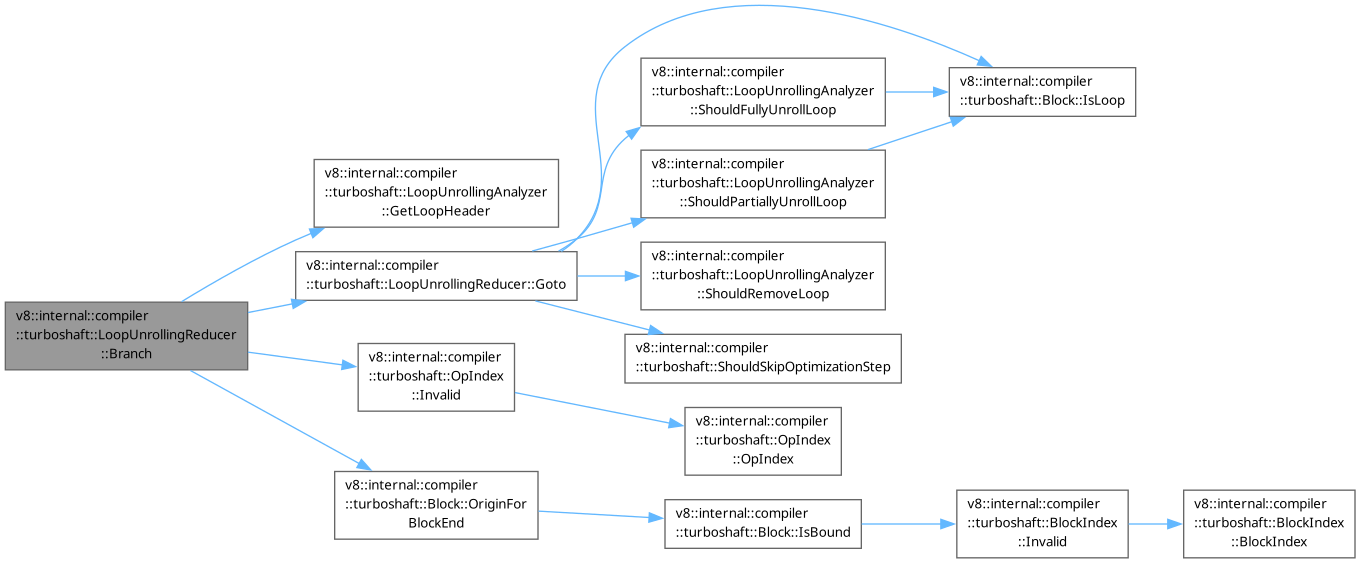 v8::internal::compiler
::turboshaft::LoopUnrollingReducer
::Branch
v8::internal::compiler
::turboshaft::LoopUnrollingAnalyzer
::GetLoopHeader
v8::internal::compiler
::turboshaft::LoopUnrollingReducer::Goto
v8::internal::compiler
::turboshaft::LoopUnrollingAnalyzer
::ShouldFullyUnrollLoop
v8::internal::compiler
::turboshaft::Block::IsLoop
v8::internal::compiler
::turboshaft::LoopUnrollingAnalyzer
::ShouldPartiallyUnrollLoop
v8::internal::compiler
::turboshaft::LoopUnrollingAnalyzer
::ShouldRemoveLoop
v8::internal::compiler
::turboshaft::ShouldSkipOptimizationStep
v8::internal::compiler
::turboshaft::OpIndex
::Invalid
v8::internal::compiler
::turboshaft::OpIndex
::OpIndex
v8::internal::compiler
::turboshaft::Block::OriginFor
BlockEnd
v8::internal::compiler
::turboshaft::Block::IsBound
v8::internal::compiler
::turboshaft::BlockIndex
::Invalid
v8::internal::compiler
::turboshaft::BlockIndex
::BlockIndex